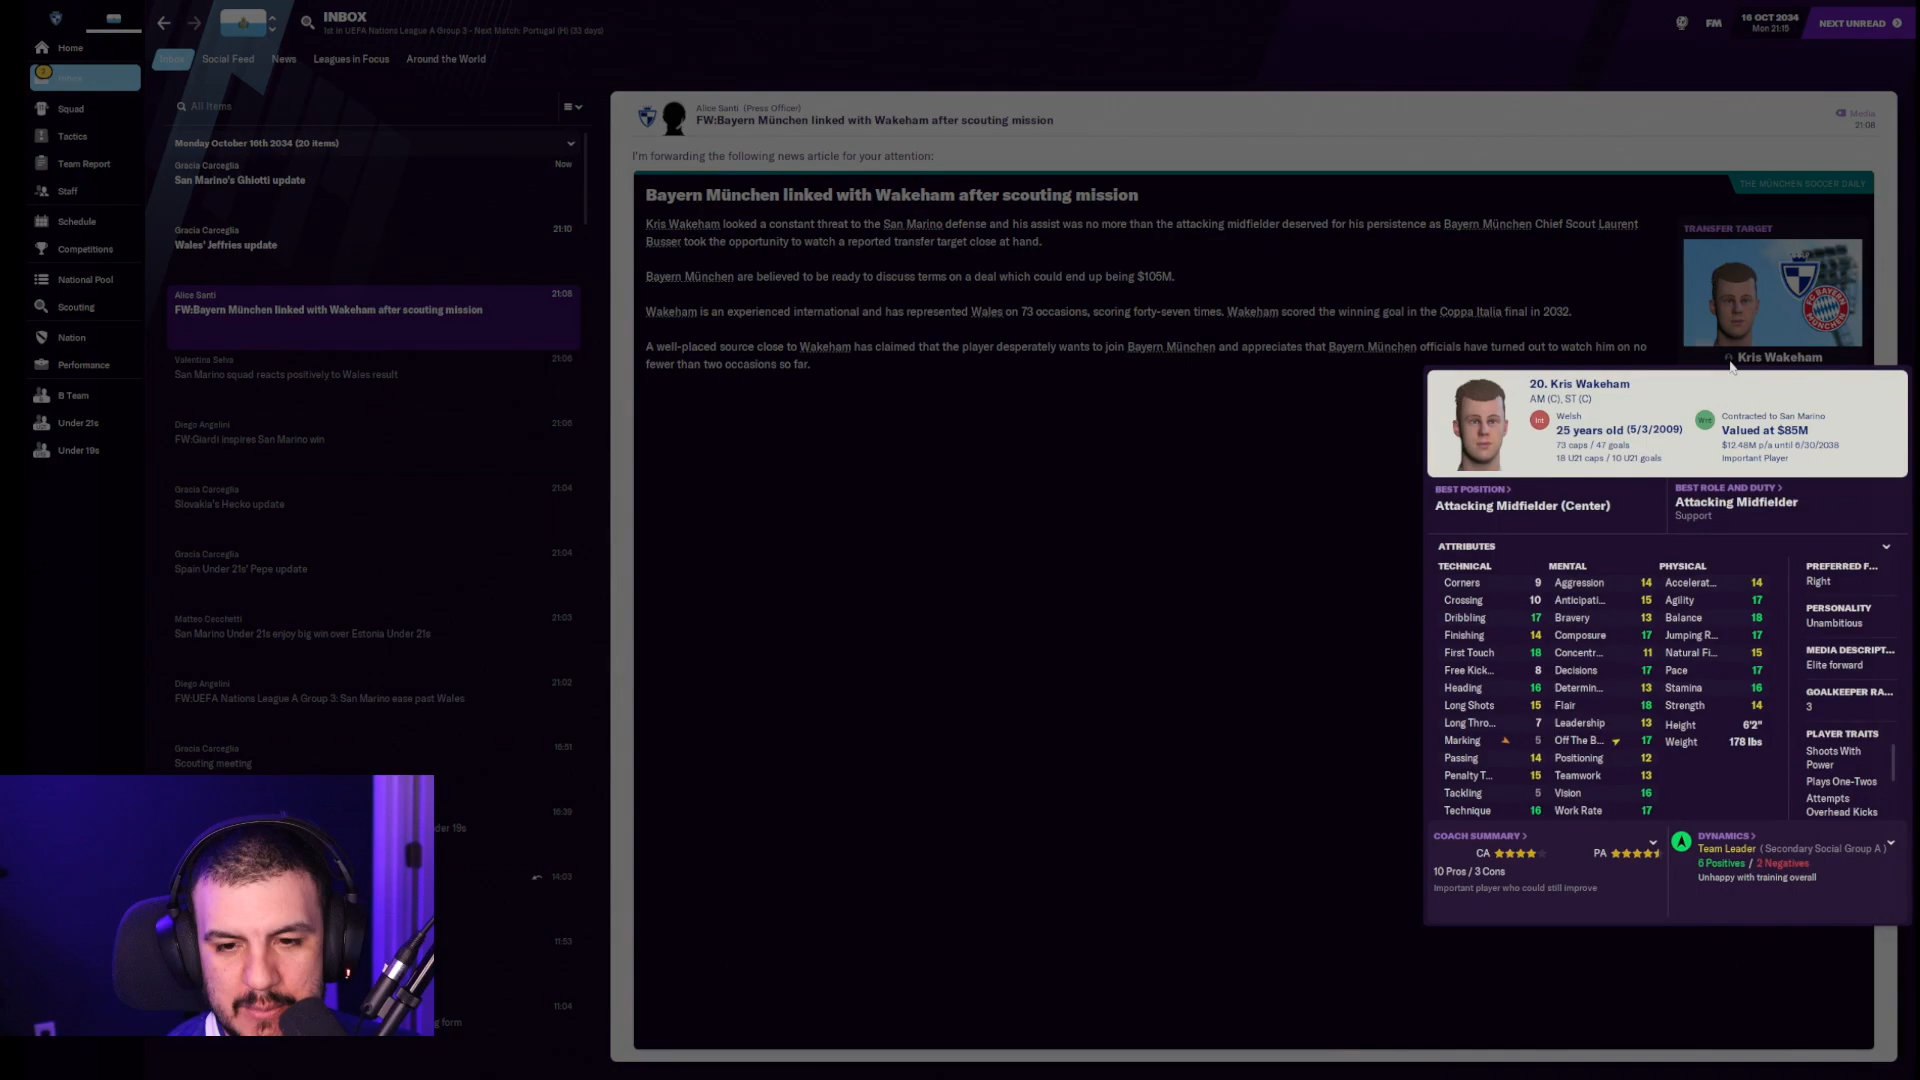 INBOX
1st in UEFA Nations League A Group 3 - Next Match: Portugal (H) (33 days)
FM
16 OCT 2034
Mon 21:15
NEXT UNREAD
Home
Inbox
Squad
Tactics
Team Report
Staff
Schedule
Competitions
National Pool
Scouting
Nation
Performance
B Team
Under 21s
Under 19s
Inbox
Social Feed
News
Leagues in Focus
Around the World
All Items
Monday October 16th 2034 (20 items)
Gracia Carceglia
Now
San Marino's Ghiotti update
Gracia Carceglia
21:10
Wales' Jeffries update
Alice Santi
21:08
FW:Bayern München linked with Wakeham after scouting mission
Valentina Selva
21:06
San Marino squad reacts positively to Wales result
Diego Angelini
21:06
FW:Giardi inspires San Marino win
Gracia Carceglia
21:04
Slovakia's Hecko update
Gracia Carceglia
21:04
Spain Under 21s' Pepe update
Matteo Cecchetti
21:03
San Marino Under 21s enjoy big win over Estonia Under 21s
Diego Angelini
21:02
FW:UEFA Nations League A Group 3: San Marino ease past Wales
Gracia Carceglia
16:51
Scouting meeting
16:39
der 19s
14:03
11:53
11:04
g form
Alice Santi (Press Officer)
FW:Bayern München linked with Wakeham after scouting mission
Media
21:08
I'm forwarding the following news article for your attention:
THE MÜNCHEN SOCCER DAILY
Bayern München linked with Wakeham after scouting mission
Kris Wakeham looked a constant threat to the San Marino defense and his assist was no more than the attacking midfielder deserved for his persistence as Bayern München Chief Scout Laurent
Busser took the opportunity to watch a reported transfer target close at hand.
Bayern München are believed to be ready to discuss terms on a deal which could end up being $105M.
Wakeham is an experienced international and has represented Wales on 73 occasions, scoring forty-seven times. Wakeham scored the winning goal in the Coppa Italia final in 2032.
A well-placed source close to Wakeham has claimed that the player desperately wants to join Bayern München and appreciates that Bayern München officials have turned out to watch him on no
fewer than two occasions so far.
TRANSFER TARGET
FC BAYERN MÜNCHEN
Kris Wakeham
20. Kris Wakeham
AM (C), ST (C)
Int
Welsh
25 years old (5/3/2009)
73 caps / 47 goals
18 U21 caps / 10 U21 goals
Wnt
Contracted to San Marino
Valued at $85M
$12.48M p/a until 6/30/2038
Important Player
BEST POSITION >
Attacking Midfielder (Center)
BEST ROLE AND DUTY >
Attacking Midfielder
Support
ATTRIBUTES
TECHNICAL
Corners 9
Crossing 10
Dribbling 17
Finishing 14
First Touch 18
Free Kick... 8
Heading 16
Long Shots 15
Long Thro... 7
Marking 5
Passing 14
Penalty T... 15
Tackling 5
Technique 16
MENTAL
Aggression 14
Anticipati... 15
Bravery 13
Composure 17
Concentr... 11
Decisions 17
Determin... 13
Flair 18
Leadership 13
Off The B... 17
Positioning 12
Teamwork 13
Vision 16
Work Rate 17
PHYSICAL
Accelerat... 14
Agility 17
Balance 18
Jumping R... 17
Natural Fi... 15
Pace 17
Stamina 16
Strength 14
Height 6'2"
Weight 178 lbs
PREFERRED F...
Right
PERSONALITY
Unambitious
MEDIA DESCRIPT...
Elite forward
GOALKEEPER RA...
3
PLAYER TRAITS
Shoots With
Power
Plays One-Twos
Attempts
Overhead Kicks
COACH SUMMARY >
CA
PA
10 Pros / 3 Cons
Important player who could still improve
DYNAMICS >
Team Leader (Secondary Social Group A)
6 Positives / 2 Negatives
Unhappy with training overall